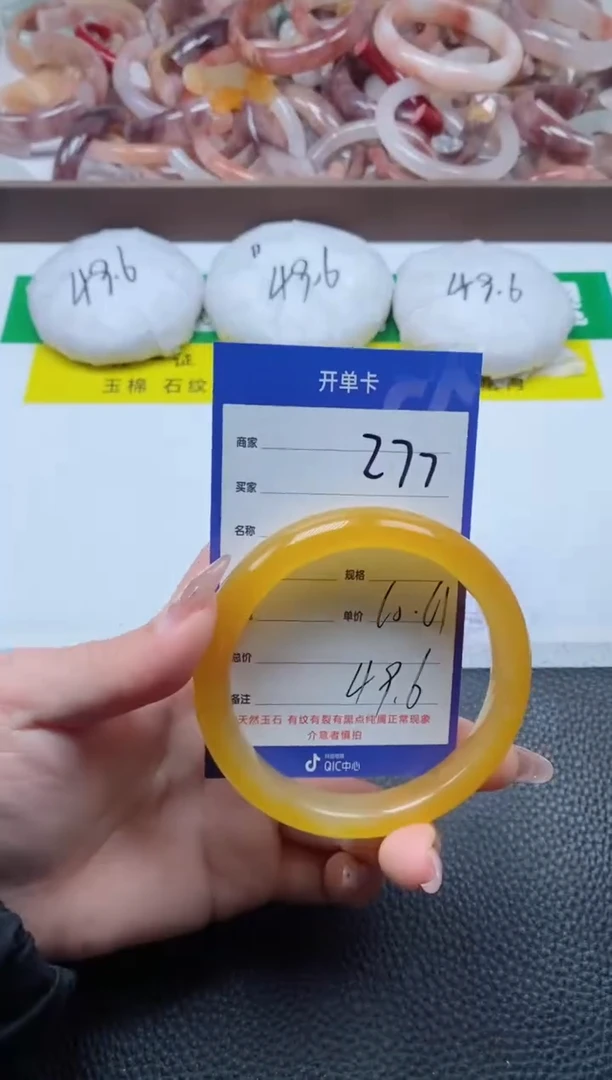 49.6
"49.6
49.6
玉棉 石纹
开单卡
商家 277
买家
名称
规格
单价 60.61
总价
49.6
备注
天然玉石 有纹有裂有黑点纯属正常现象
介意者慎拍
QIC中心